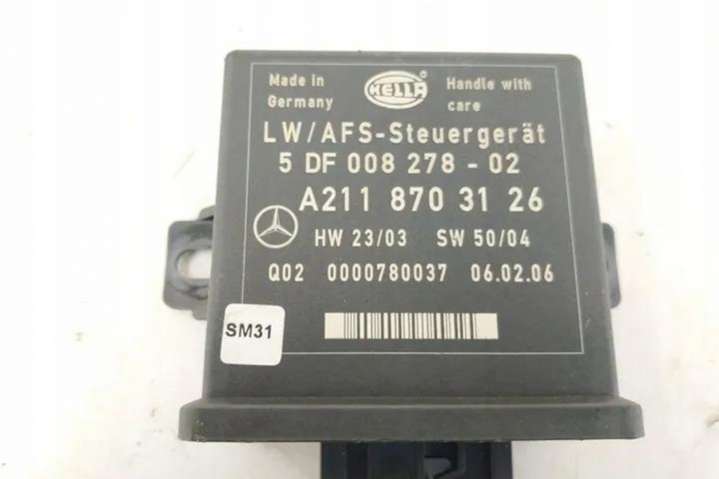 Made in
Germany
HELLA
®
Handle with
care
LW/AFS-Steuergerät
5 DF 008 278 - 02
A211 870 31 26
HW 23/03 SW 50/04
Q02 0000780037 06.02.06
SM31